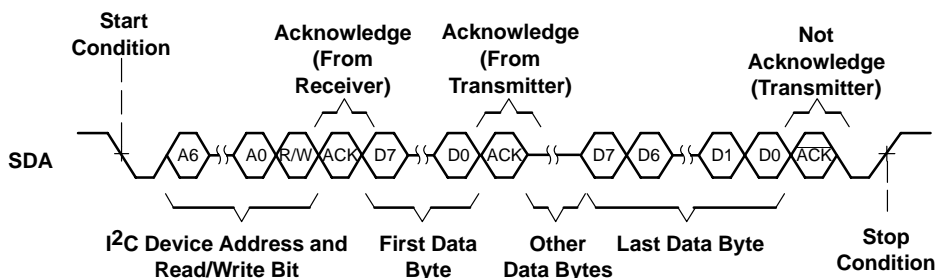 Start
Condition
Acknowledge
(From
Receiver)
Acknowledge
(From
Transmitter)
Not
Acknowledge
(Transmitter)
SDA
A6
A0
R/W
ACK
D7
D0
ACK
D7
D6
D1
D0
ACK
I²C Device Address and
Read/Write Bit
First Data
Byte
Other
Data Bytes
Last Data Byte
Stop
Condition